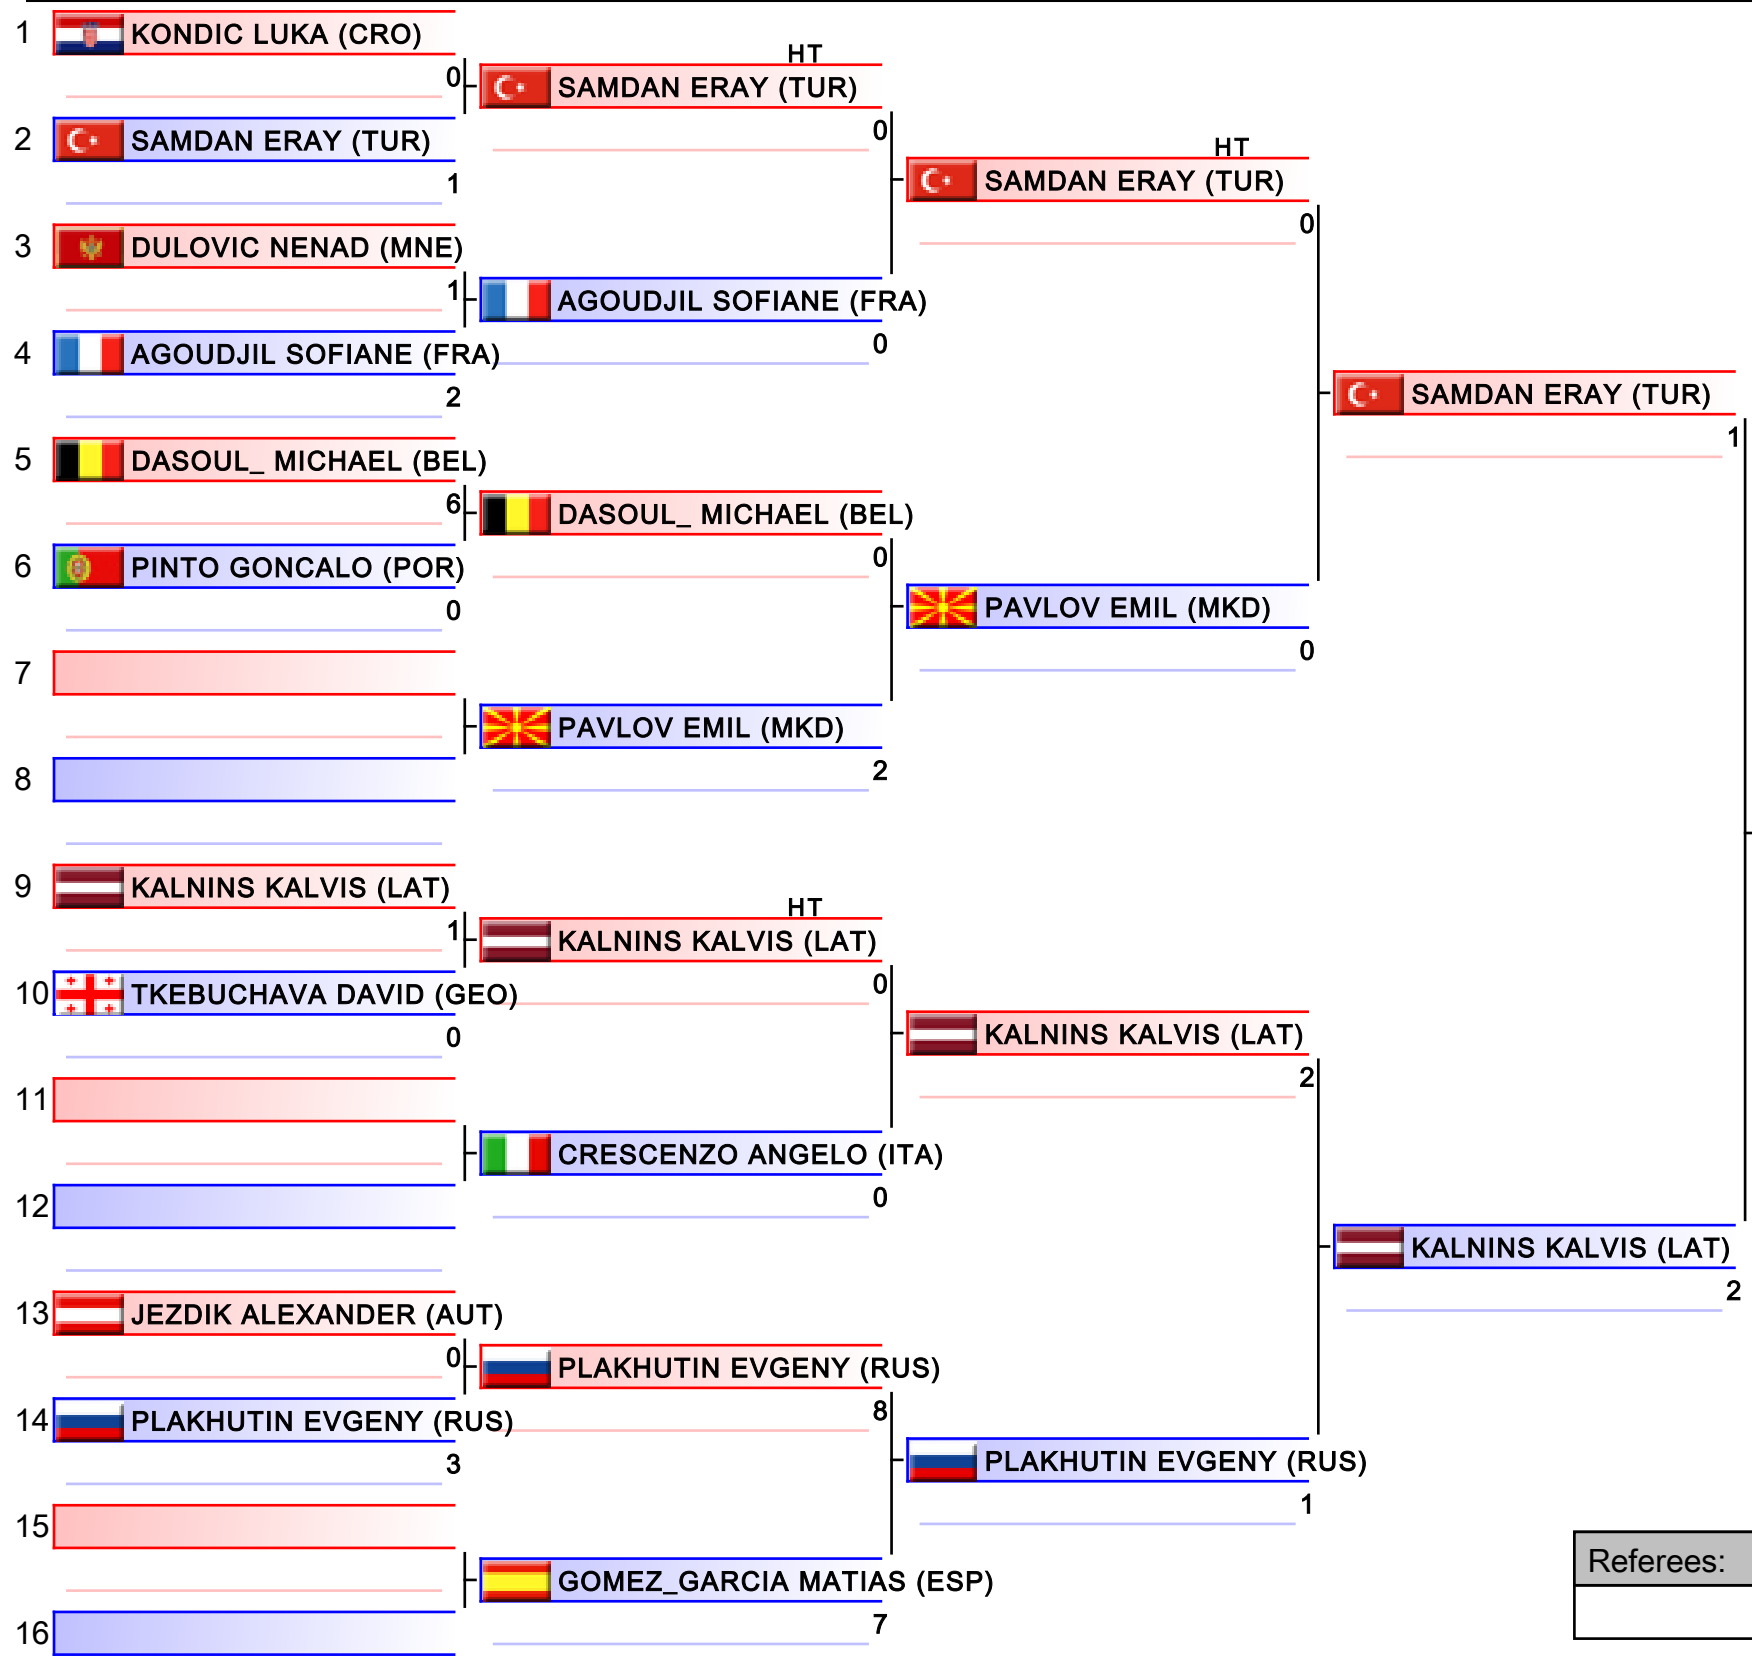 1 KONDIC LUKA (CRO)
0
2 SAMDAN ERAY (TUR)
1
3 DULOVIC NENAD (MNE)
1
4 AGOUDJIL SOFIANE (FRA)
2
5 DASOUL_ MICHAEL (BEL)
6
6 PINTO GONCALO (POR)
0
7
8
9 KALNINS KALVIS (LAT)
1
10 TKEBUCHAVA DAVID (GEO)
0
11
12
13 JEZDIK ALEXANDER (AUT)
0
14 PLAKHUTIN EVGENY (RUS)
3
15
16
HT
SAMDAN ERAY (TUR)
0
AGOUDJIL SOFIANE (FRA)
0
DASOUL_ MICHAEL (BEL)
0
PAVLOV EMIL (MKD)
2
HT
KALNINS KALVIS (LAT)
0
CRESCENZO ANGELO (ITA)
0
PLAKHUTIN EVGENY (RUS)
8
GOMEZ_GARCIA MATIAS (ESP)
7
HT
SAMDAN ERAY (TUR)
0
PAVLOV EMIL (MKD)
0
KALNINS KALVIS (LAT)
2
PLAKHUTIN EVGENY (RUS)
1
SAMDAN ERAY (TUR)
1
KALNINS KALVIS (LAT)
2
Referees: